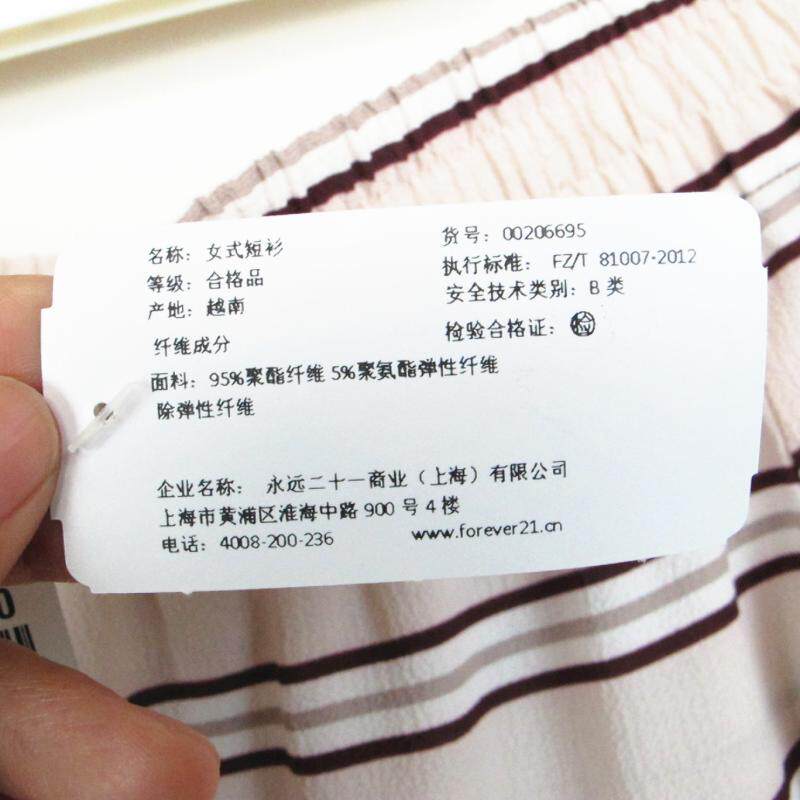 名称：女式短衫 货号：00206695
等级：合格品 执行标准： FZ/T 81007-2012
产地：越南 安全技术类别：B 类
检验合格证：检
纤维成分
面料：95%聚酯纤维 5%聚氨酯弹性纤维
除弹性纤维
企业名称： 永远二十一商业（上海）有限公司
上海市黄浦区淮海中路 900 号 4 楼
电话：4008-200-236 www.forever21.cn
0